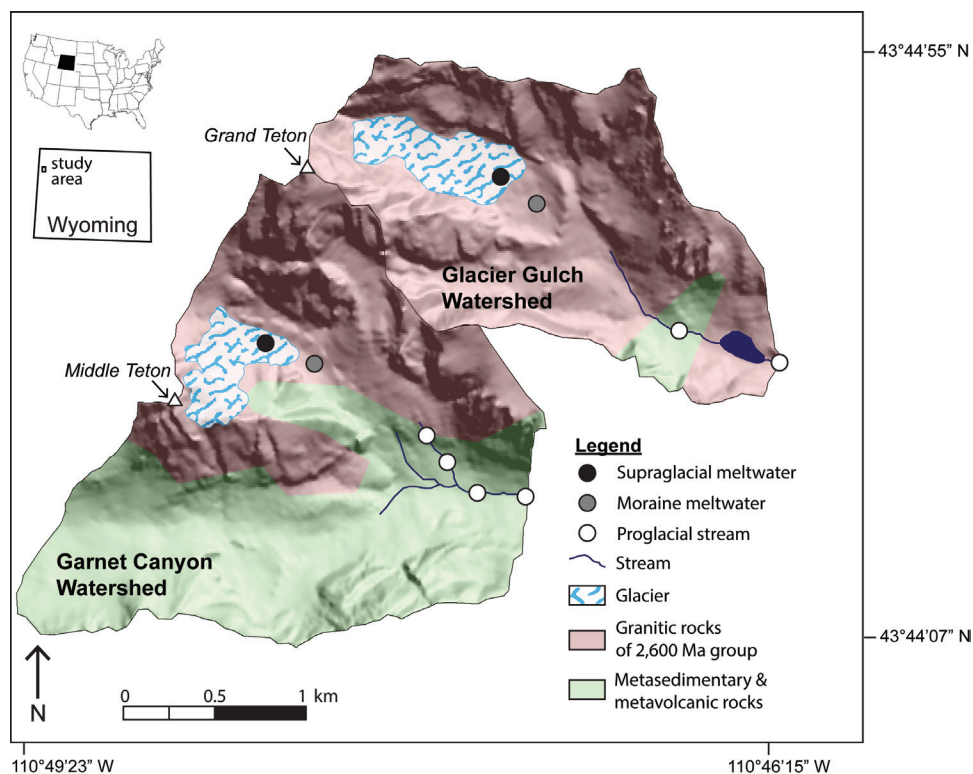 43°44'55” N
Grand Teton
study
area
Wyoming
Glacier Gulch
Watershed
Middle Teton
Legend
Supraglacial meltwater
Moraine meltwater
Proglacial stream
Stream
Glacier
Granitic rocks
of 2,600 Ma group
Metasedimentary &
metavolcanic rocks
Garnet Canyon
Watershed
43°44'07” N
N
0 0.5 1 km
110°49'23” W
110°46'15” W